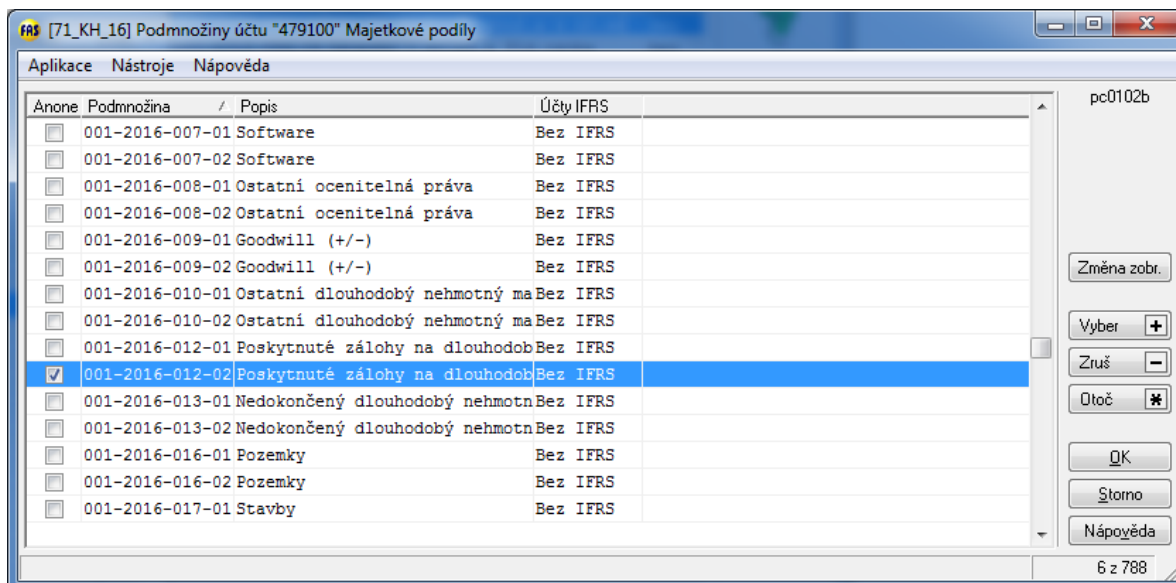 FAS [71_KH_16] Podmnožiny účtu "479100" Majetkové podíly
Aplikace Nástroje Nápověda
Anone Podmnožina / Popis Účty IFRS
001-2016-007-01 Software Bez IFRS
001-2016-007-02 Software Bez IFRS
001-2016-008-01 Ostatní ocenitelná práva Bez IFRS
001-2016-008-02 Ostatní ocenitelná práva Bez IFRS
001-2016-009-01 Goodwill (+/-) Bez IFRS
001-2016-009-02 Goodwill (+/-) Bez IFRS
001-2016-010-01 Ostatní dlouhodobý nehmotný ma Bez IFRS
001-2016-010-02 Ostatní dlouhodobý nehmotný ma Bez IFRS
001-2016-012-01 Poskytnuté zálohy na dlouhodob Bez IFRS
001-2016-012-02 Poskytnuté zálohy na dlouhodob Bez IFRS
001-2016-013-01 Nedokončený dlouhodobý nehmotn Bez IFRS
001-2016-013-02 Nedokončený dlouhodobý nehmotn Bez IFRS
001-2016-016-01 Pozemky Bez IFRS
001-2016-016-02 Pozemky Bez IFRS
001-2016-017-01 Stavby Bez IFRS
pc0102b
Změna zobr.
Vyber +
Zruš -
Otoč *
OK
Storno
Nápověda
6 z 788